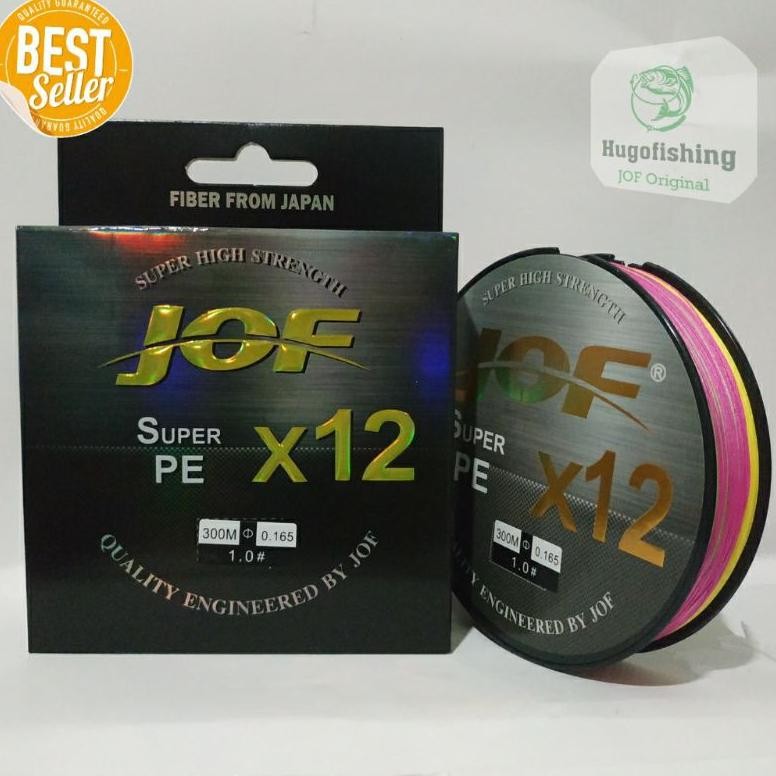 QUALITY GUARANTEED
BEST
Seller
Hugofishing
JOF Original
FIBER FROM JAPAN
SUPER HIGH STRENGTH
JOF
SUPER
PE
x12
300M Φ 0.165
1.0#
QUALITY ENGINEERED BY JOF
SUPER HIGH STRENGTH
JOF®
SUPER
PE
x12
300M Φ 0.165
1.0#
ENGINEERED BY JOF